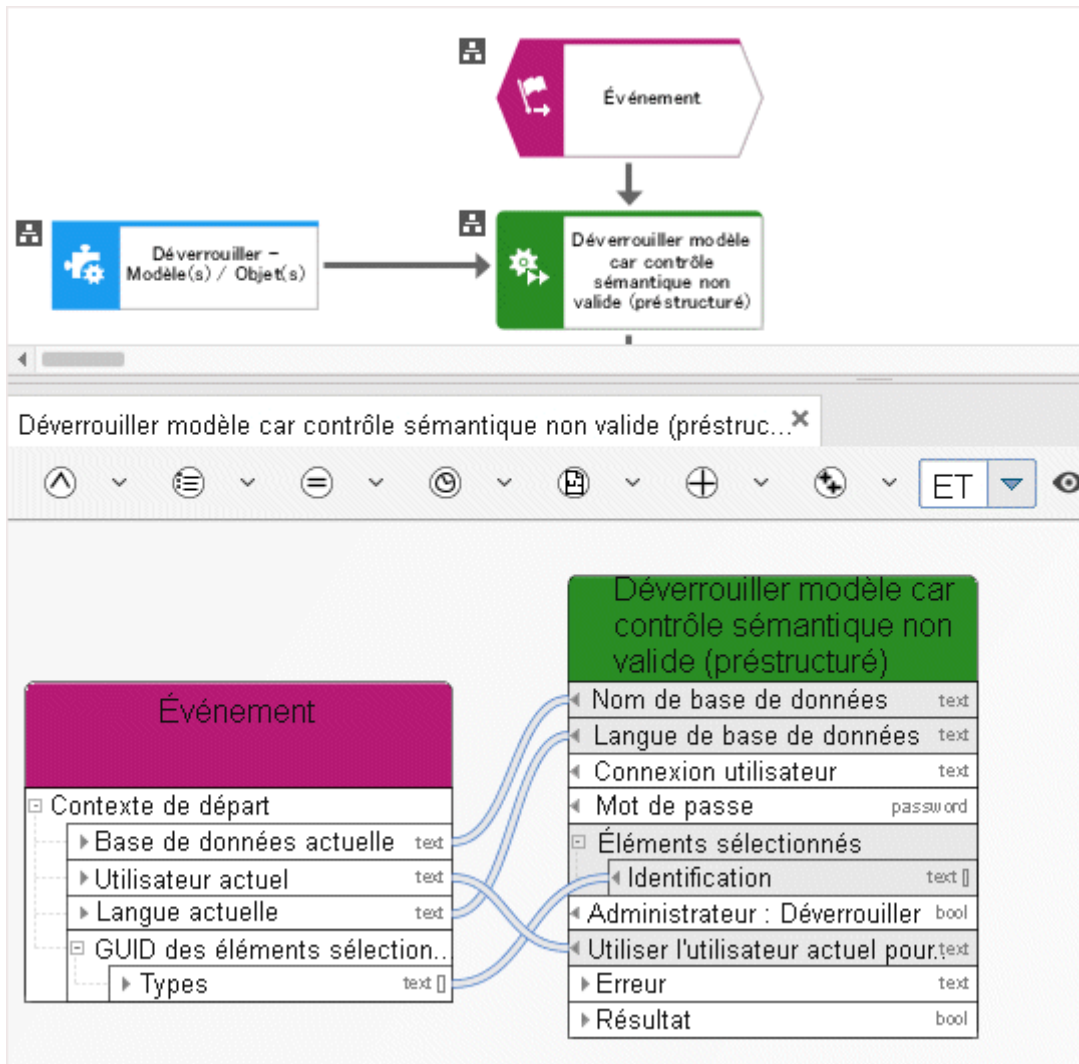 Événement
Déverrouiller –
Modèle(s) / Objet(s)
Déverrouiller modèle
car contrôle
sémantique non
valide (préstructuré)
Déverrouiller modèle car contrôle sémantique non valide (préstruc...
ET
Déverrouiller modèle car
contrôle sémantique non
valide (préstructuré)
Nom de base de données text
Langue de base de données text
Connexion utilisateur text
Mot de passe password
Éléments sélectionnés
Identification text []
Administrateur : Déverrouiller bool
Utiliser l'utilisateur actuel pour... text
Erreur text
Résultat bool
Événement
Contexte de départ
Base de données actuelle text
Utilisateur actuel text
Langue actuelle text
GUID des éléments sélection...
Types text []